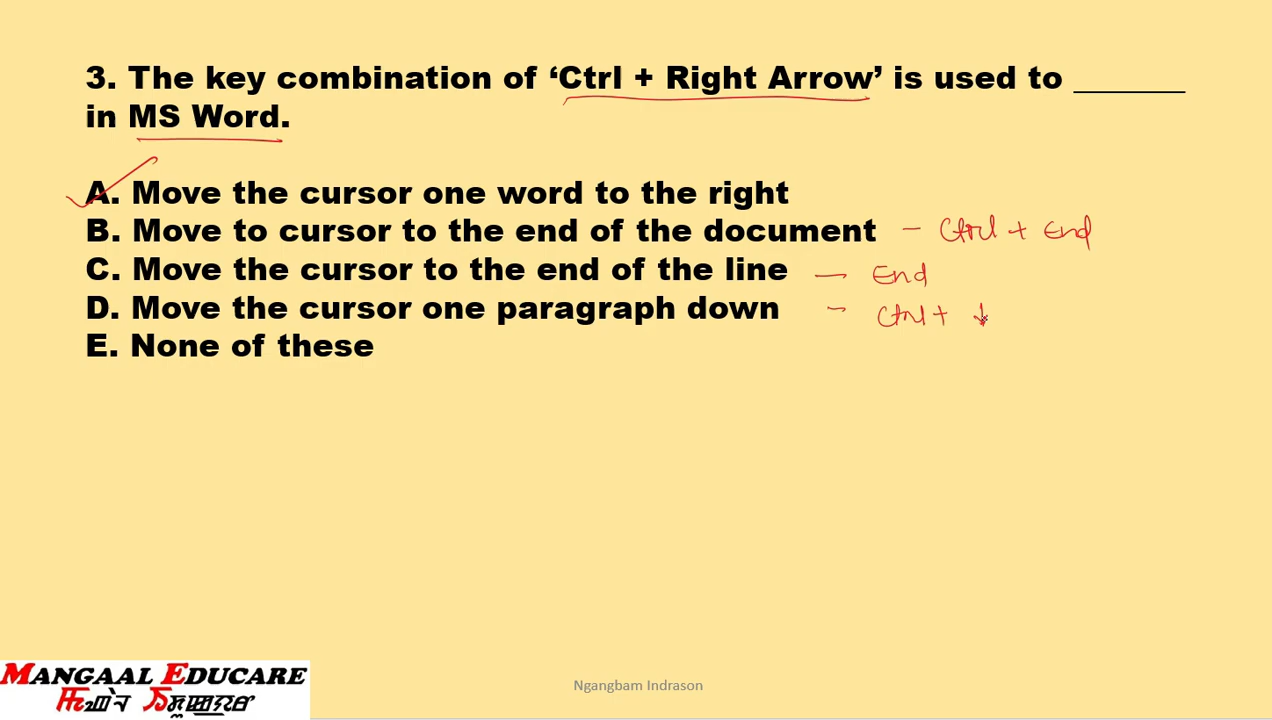 3. The key combination of ‘Ctrl + Right Arrow’ is used to _______
in MS Word.
A. Move the cursor one word to the right
B. Move to cursor to the end of the document – Ctrl + End
C. Move the cursor to the end of the line — End
D. Move the cursor one paragraph down – Ctrl + ↓
E. None of these
MANGAAL EDUCARE
Ngangbam Indrason